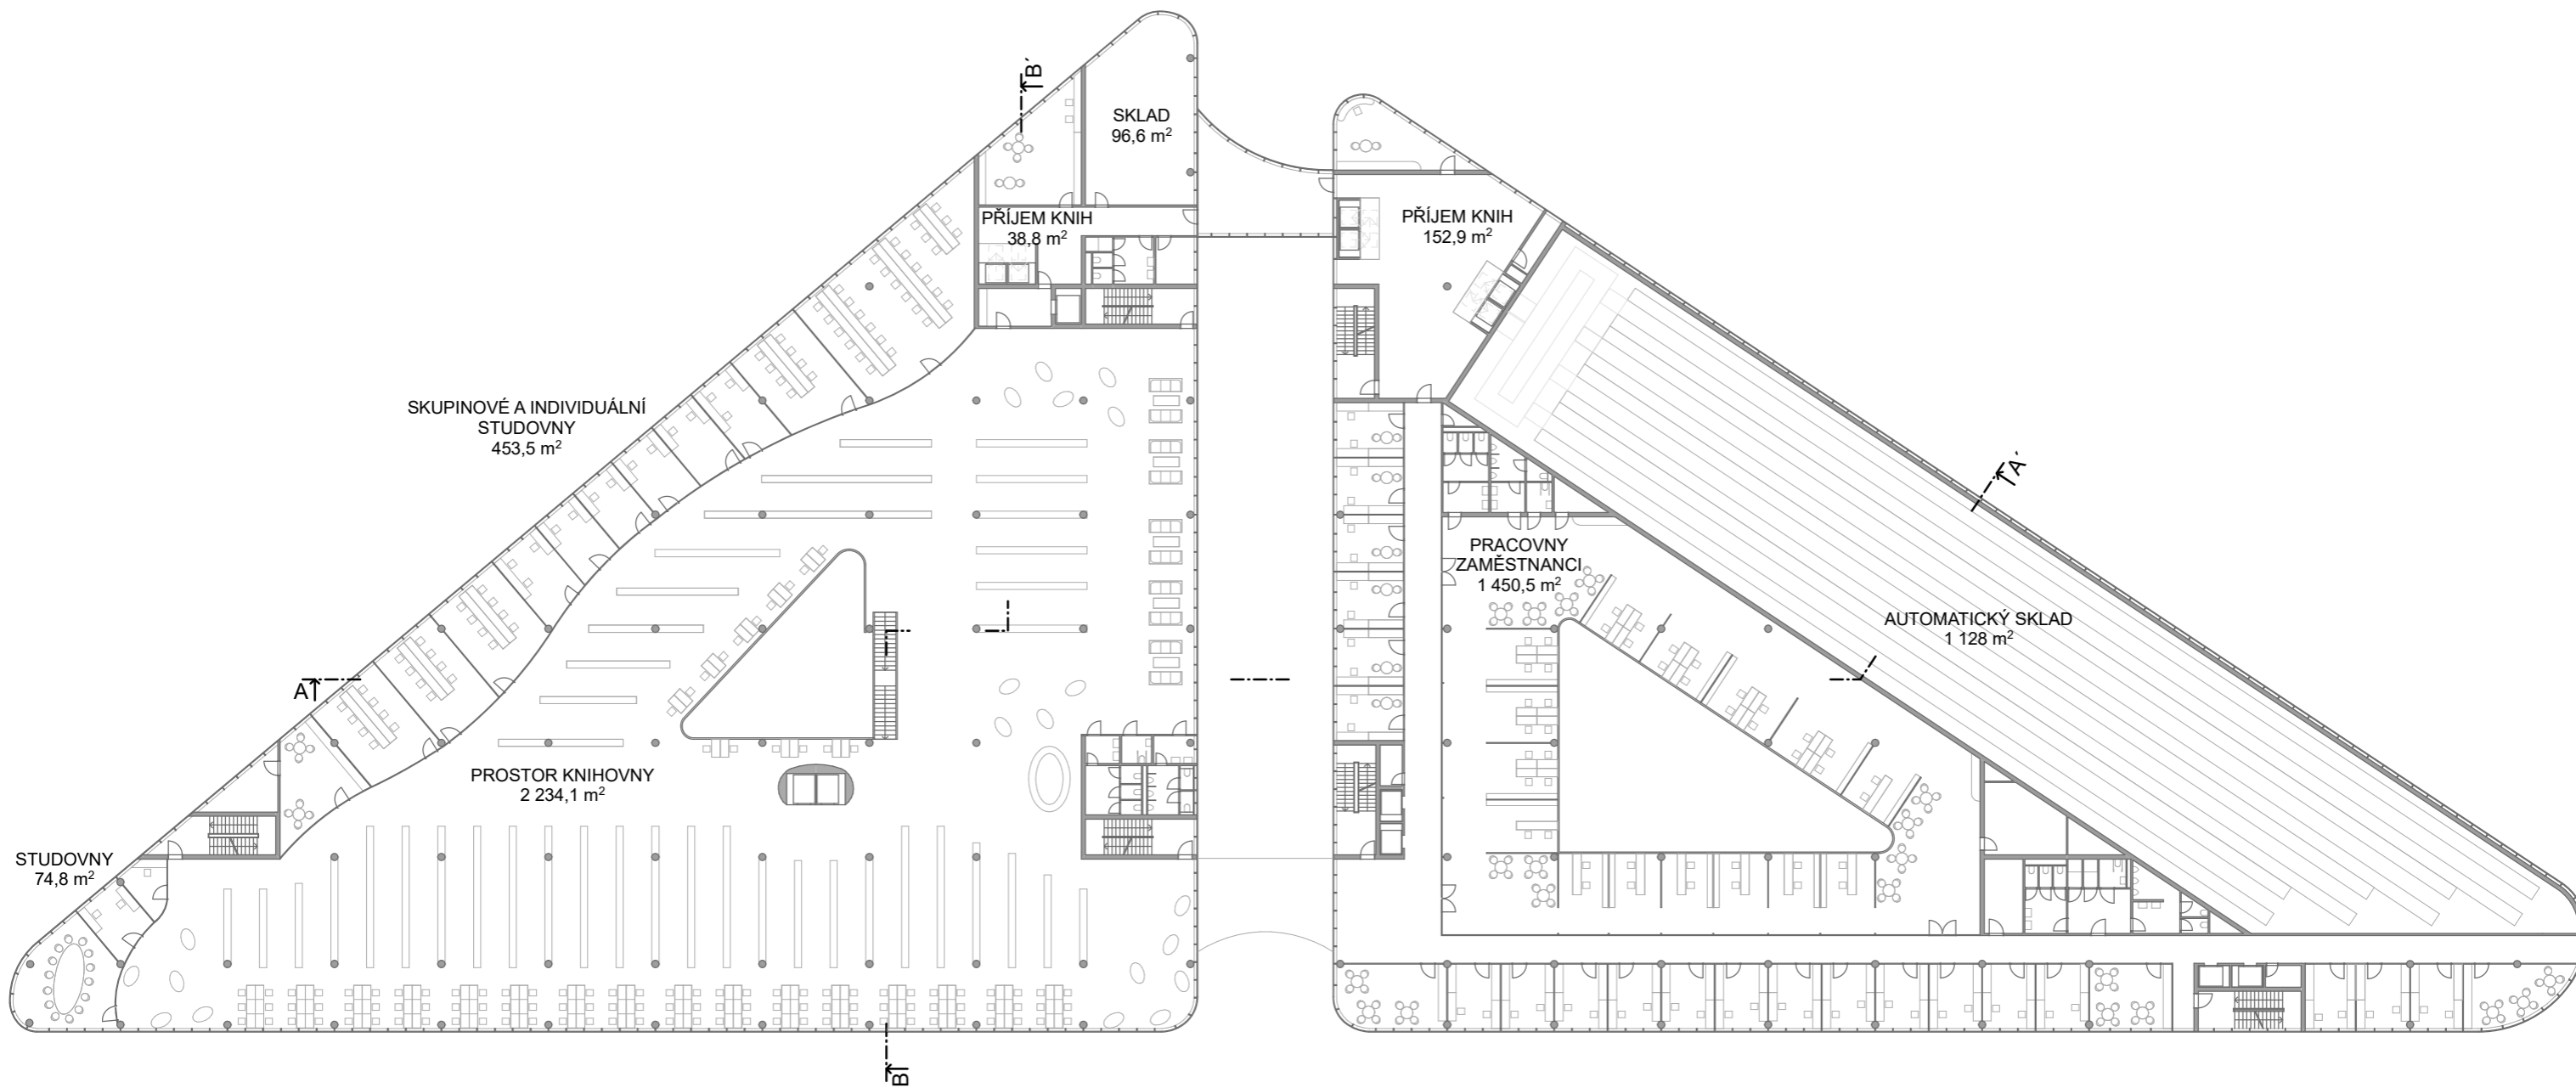 B´
SKLAD
96,6 m²
PŘÍJEM KNIH
38,8 m²
PŘÍJEM KNIH
152,9 m²
SKUPINOVÉ A INDIVIDUÁLNÍ
STUDOVNY
453,5 m²
A´
PRACOVNY
ZAMĚSTNANCI
1 450,5 m²
AUTOMATICKÝ SKLAD
1 128 m²
A
PROSTOR KNIHOVNY
2 234,1 m²
STUDOVNY
74,8 m²
B